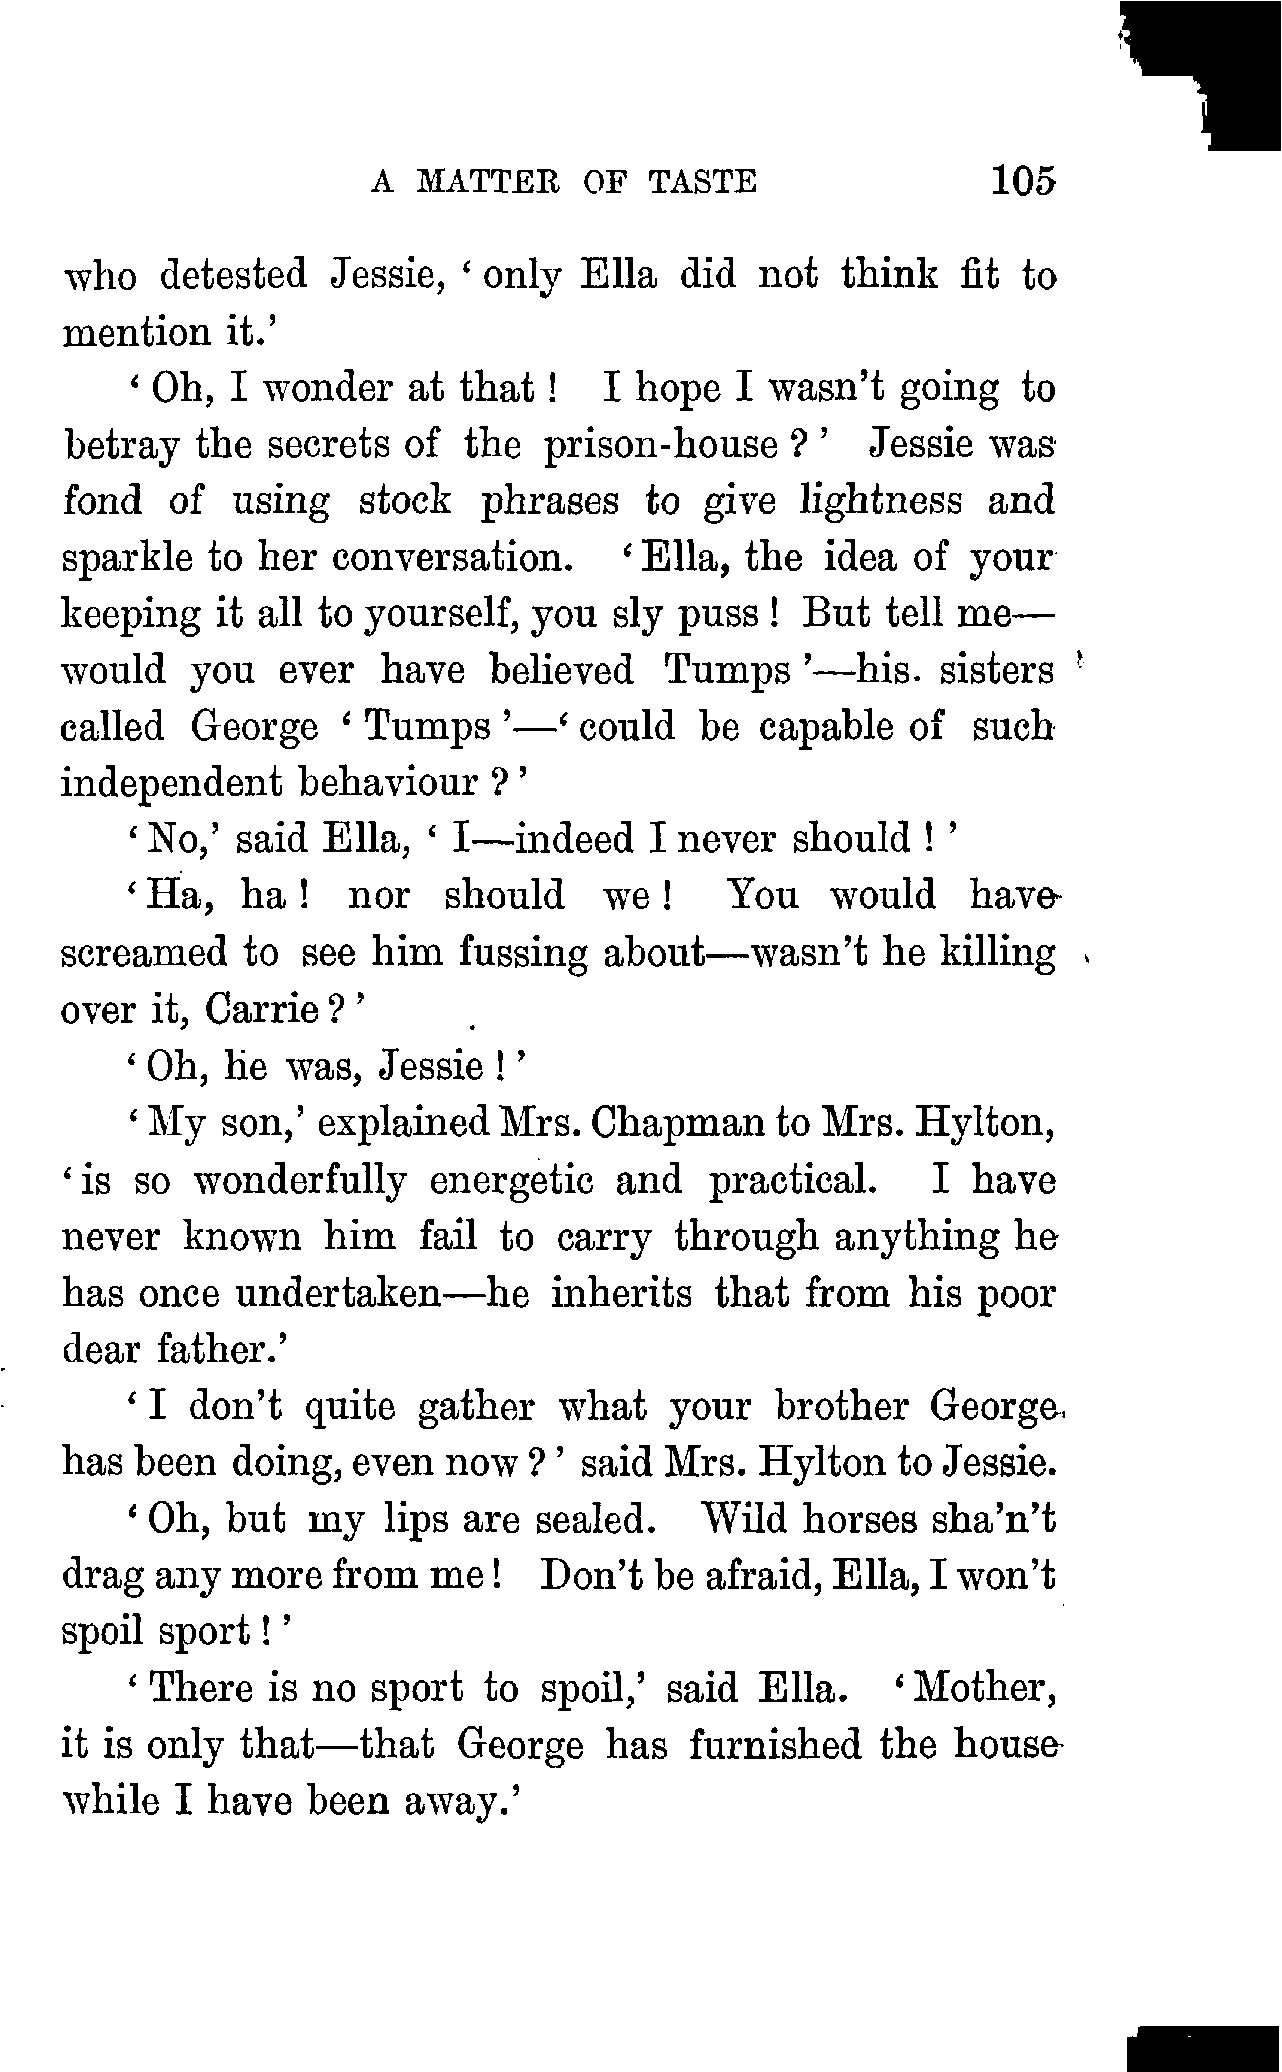 A MATTER OF TASTE 105
who detested Jessie, ‘ only Ella did not think fit to
mention it.’
‘ Oh, I wonder at that ! I hope I wasn’t going to
betray the secrets of the prison-house ? ’ Jessie was
fond of using stock phrases to give lightness and
sparkle to her conversation. ‘ Ella, the idea of your
keeping it all to yourself, you sly puss ! But tell me—
would you ever have believed Tumps ’—his. sisters
called George ‘ Tumps ’—‘ could be capable of such
independent behaviour ? ’
‘ No,’ said Ella, ‘ I—indeed I never should ! ’
‘ Ha, ha ! nor should we ! You would have
screamed to see him fussing about—wasn’t he killing
over it, Carrie ? ’
‘ Oh, he was, Jessie ! ’
‘ My son,’ explained Mrs. Chapman to Mrs. Hylton,
‘ is so wonderfully energetic and practical. I have
never known him fail to carry through anything he
has once undertaken—he inherits that from his poor
dear father.’
‘ I don’t quite gather what your brother George
has been doing, even now ? ’ said Mrs. Hylton to Jessie.
‘ Oh, but my lips are sealed. Wild horses sha’n’t
drag any more from me ! Don’t be afraid, Ella, I won’t
spoil sport ! ’
‘ There is no sport to spoil,’ said Ella. ‘ Mother,
it is only that—that George has furnished the house
while I have been away.’